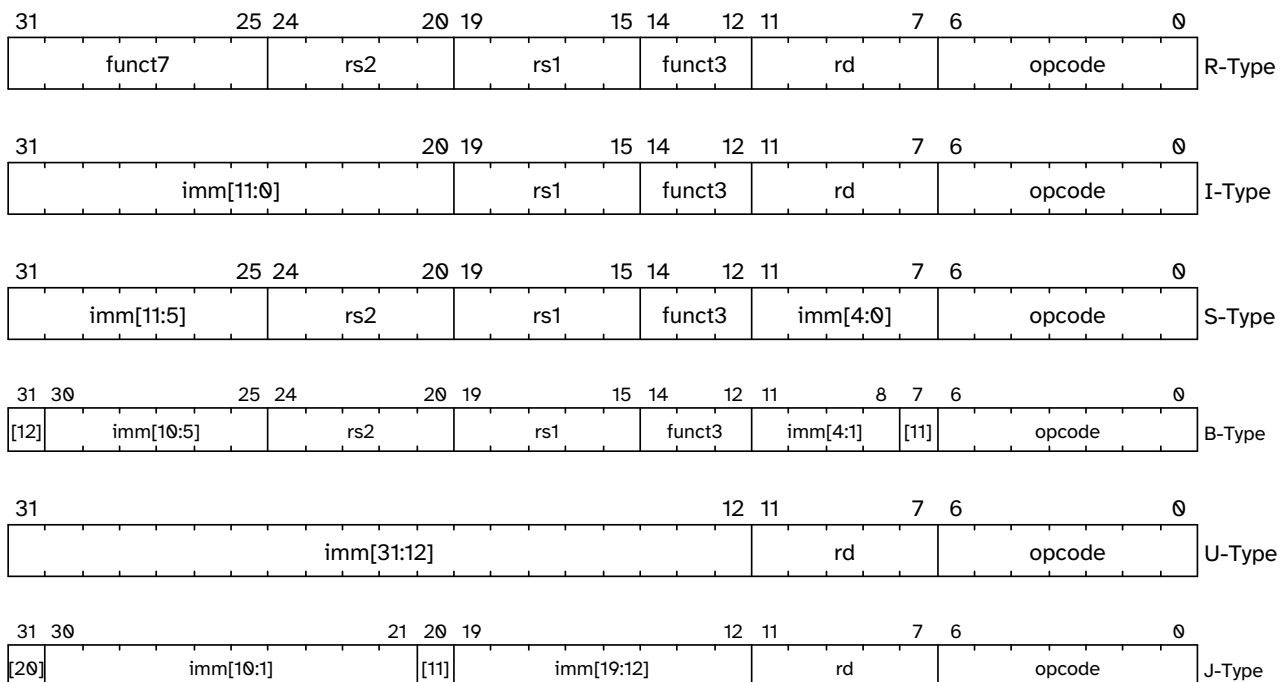 31 25 24 20 19 15 14 12 11 7 6 0
funct7 rs2 rs1 funct3 rd opcode R-Type
31 20 19 15 14 12 11 7 6 0
imm[11:0] rs1 funct3 rd opcode I-Type
31 25 24 20 19 15 14 12 11 7 6 0
imm[11:5] rs2 rs1 funct3 imm[4:0] opcode S-Type
31 30 25 24 20 19 15 14 12 11 8 7 6 0
[12] imm[10:5] rs2 rs1 funct3 imm[4:1] [11] opcode B-Type
31 12 11 7 6 0
imm[31:12] rd opcode U-Type
31 30 21 20 19 12 11 7 6 0
[20] imm[10:1] [11] imm[19:12] rd opcode J-Type